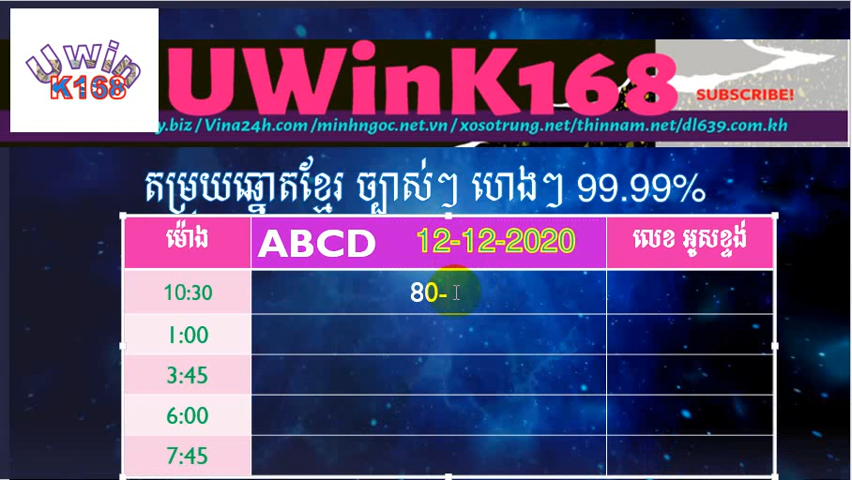 Uwin
K168
UWinK168
SUBSCRIBE!
y.biz/Vina24h.com/minhngoc.net.vn/xosotrung.net/thinnam.net/dl639.com.kh
តម្រុយឆ្នោតខ្មែរ ច្បាស់ៗ ហេងៗ 99.99%
ម៉ោង ABCD 12-12-2020 លេខ អូសខ្ទង់
10:30 80-
1:00
3:45
6:00
7:45